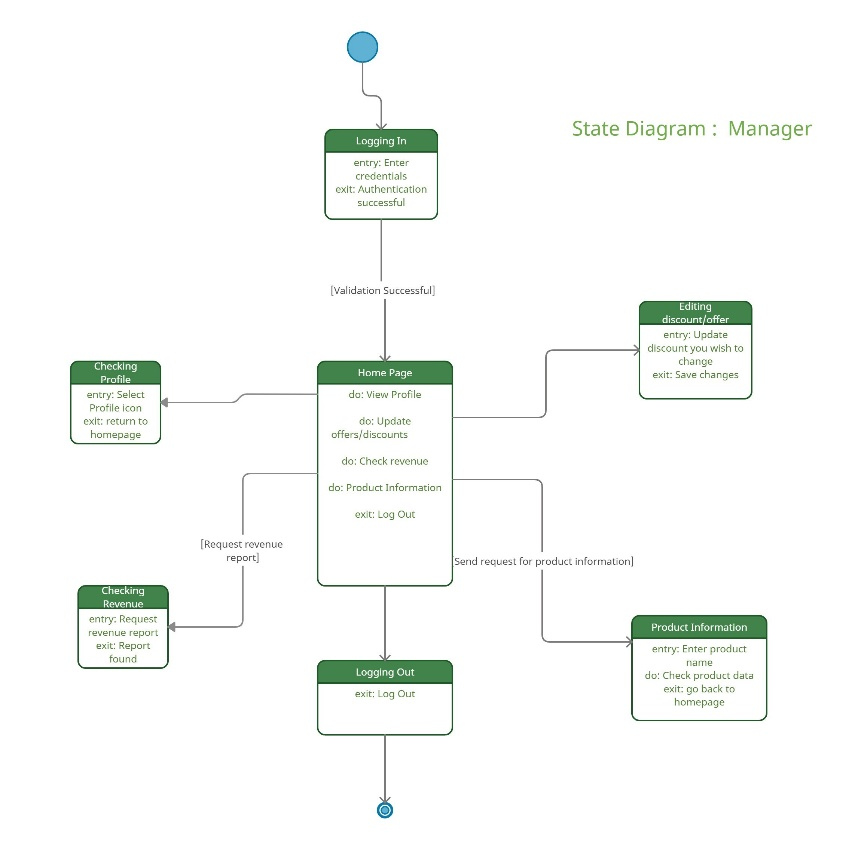 State Diagram :  Manager
Logging In
entry: Enter
credentials
exit: Authentication
successful
[Validation Successful]
Editing
discount/offer
entry: Update
discount you wish to
change
exit: Save changes
Checking
Profile
entry: Select
Profile icon
exit: return to
homepage
Home Page
do: View Profile
do: Update
offers/discounts
do: Check revenue
do: Product Information
exit: Log Out
[Request revenue
report]
[Send request for product information]
Checking
Revenue
entry: Request
revenue report
exit: Report
found
Product Information
entry: Enter product
name
do: Check product data
exit: go back to
homepage
Logging Out
exit: Log Out